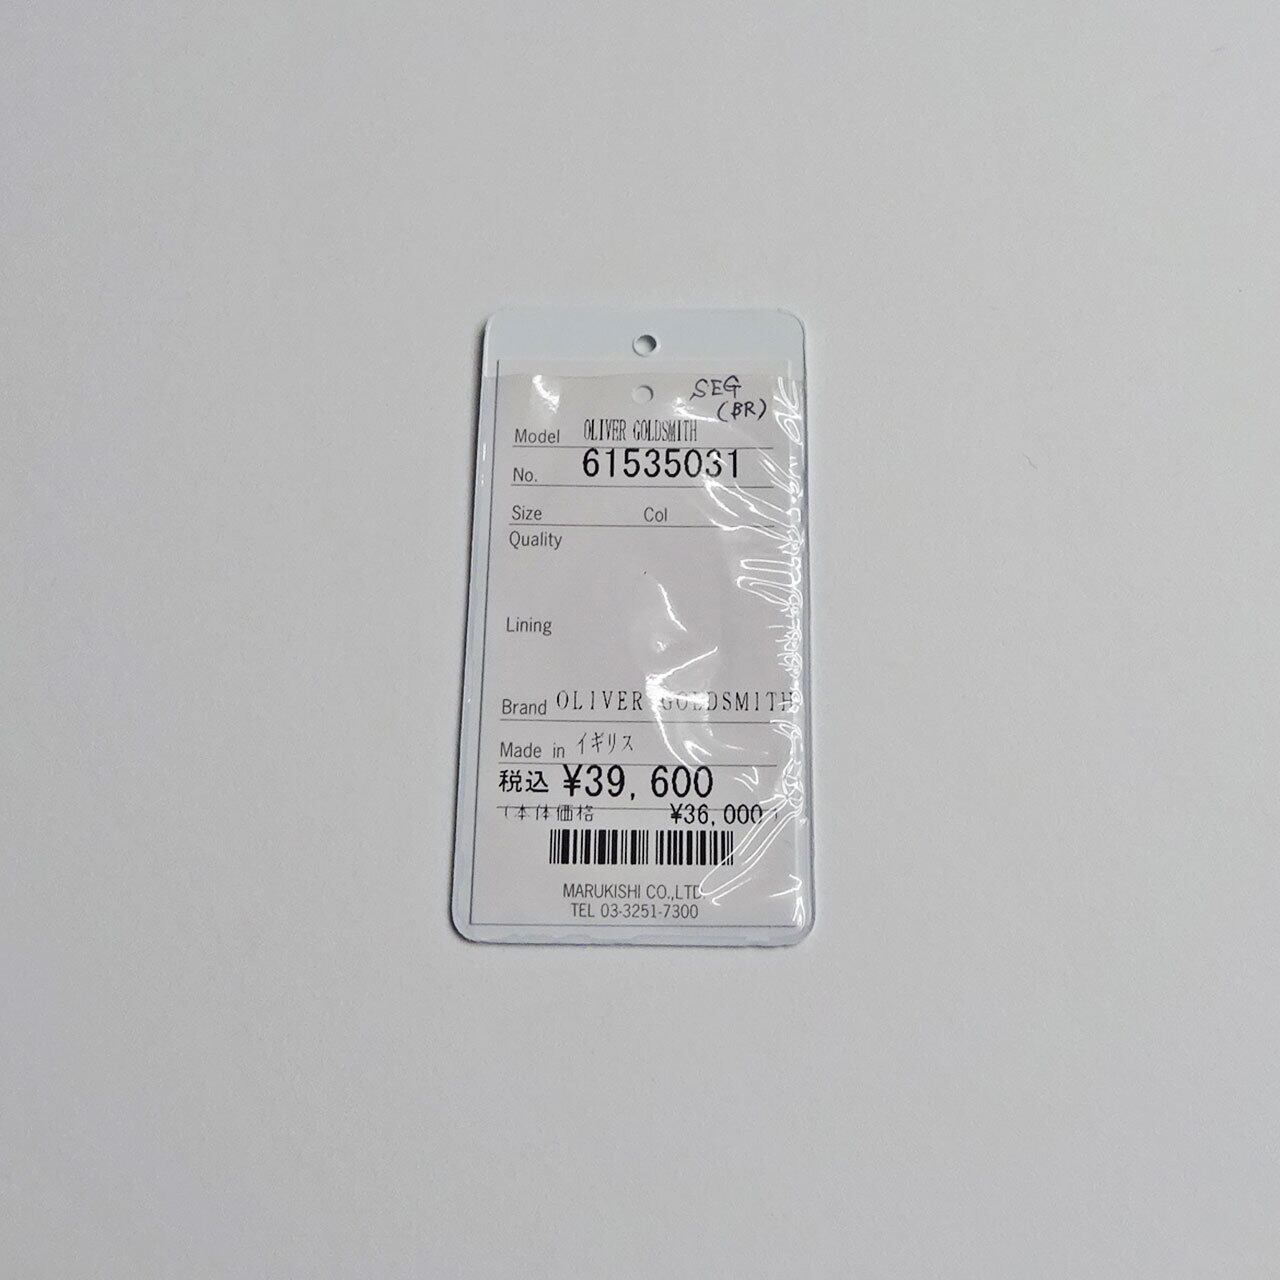 SEG
(BR)
Model OLIVER GOLDSMITH
No. 61535031
Size Col
Quality
Lining
Brand OLIVER GOLDSMITH
Made in イギリス
税込 ¥39,600
(本体価格 ¥36,000)
MARUKISHI CO.,LTD.
TEL 03-3251-7300